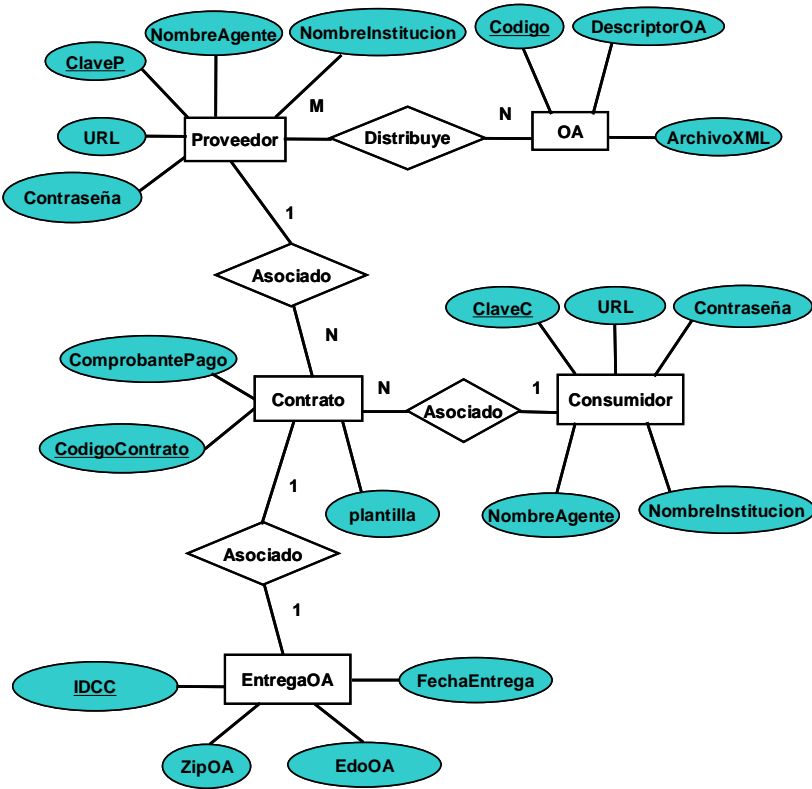 NombreAgente
NombreInstitucion
Codigo
DescriptorOA
ClaveP
M
N
URL
Proveedor
Distribuye
OA
ArchivoXML
Contraseña
1
Asociado
ClaveC
URL
Contraseña
N
ComprobantePago
Contrato
N
Asociado
1
Consumidor
CodigoContrato
1
plantilla
NombreAgente
NombreInstitucion
Asociado
1
IDCC
EntregaOA
FechaEntrega
ZipOA
EdoOA